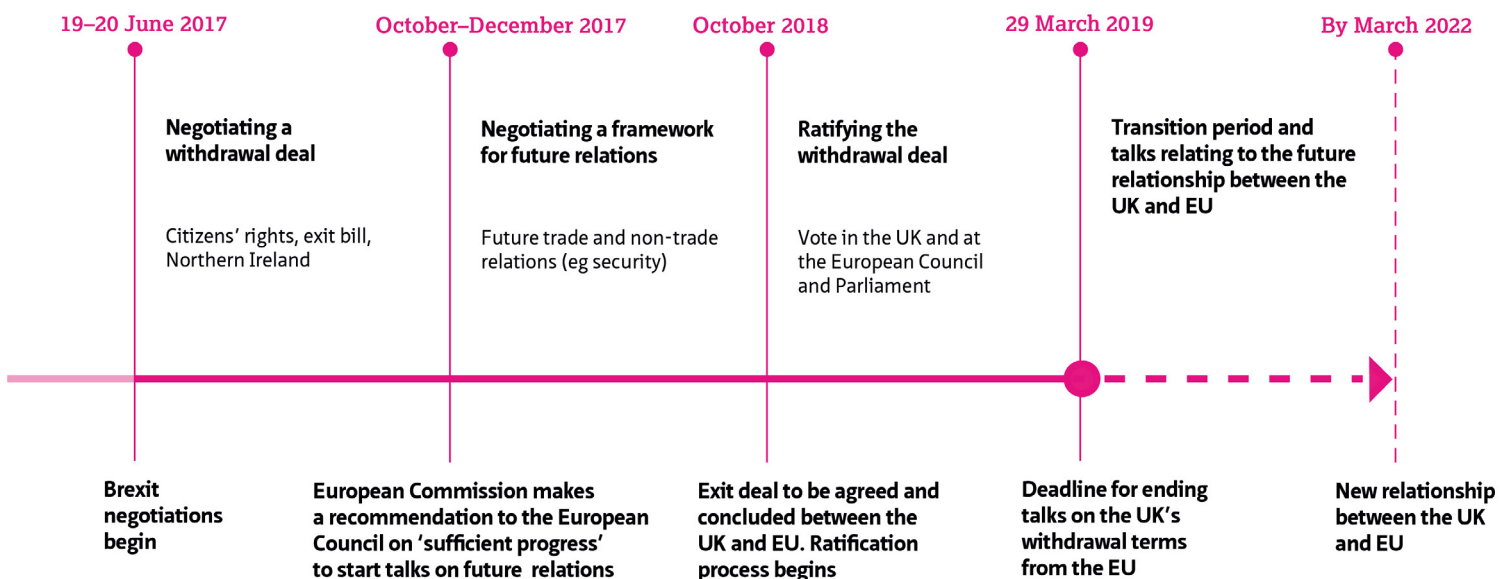 19–20 June 2017
October–December 2017
October 2018
29 March 2019
By March 2022
Negotiating a
withdrawal deal
Citizens’ rights, exit bill,
Northern Ireland
Negotiating a framework
for future relations
Future trade and non-trade
relations (eg security)
Ratifying the
withdrawal deal
Vote in the UK and at
the European Council
and Parliament
Transition period and
talks relating to the future
relationship between the
UK and EU
Brexit
negotiations
begin
European Commission makes
a recommendation to the European
Council on ‘sufficient progress’
to start talks on future relations
Exit deal to be agreed and
concluded between the
UK and EU. Ratification
process begins
Deadline for ending
talks on the UK’s
withdrawal terms
from the EU
New relationship
between the UK
and EU